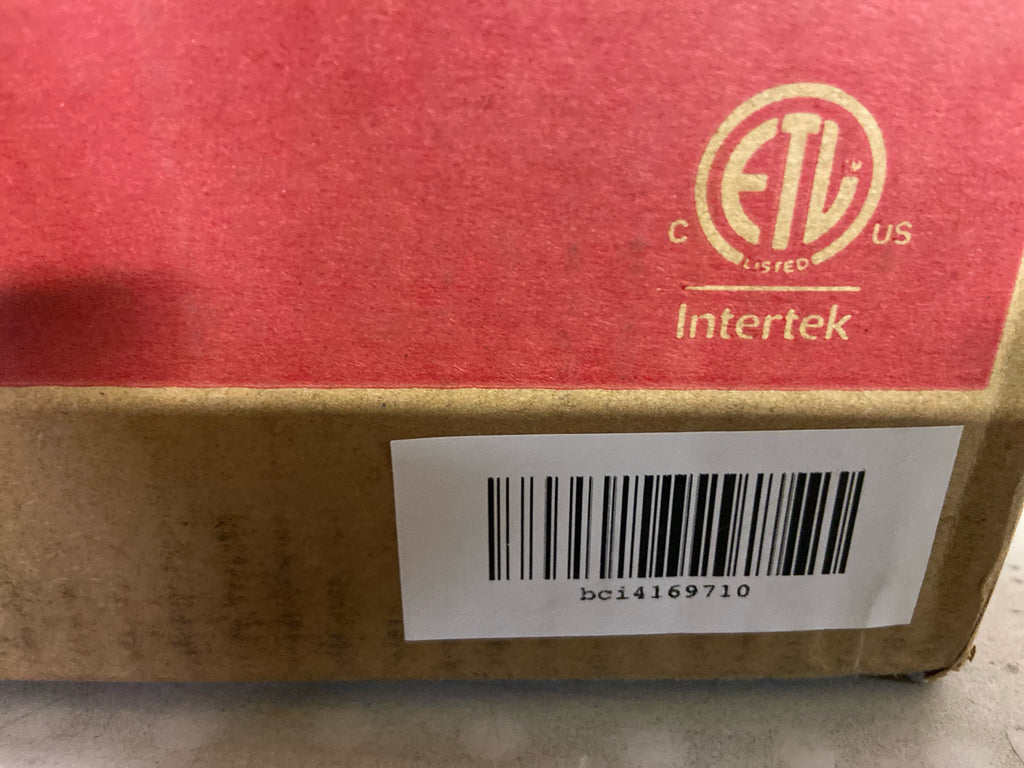 ETL
C US
LISTED
Intertek
bci4169710